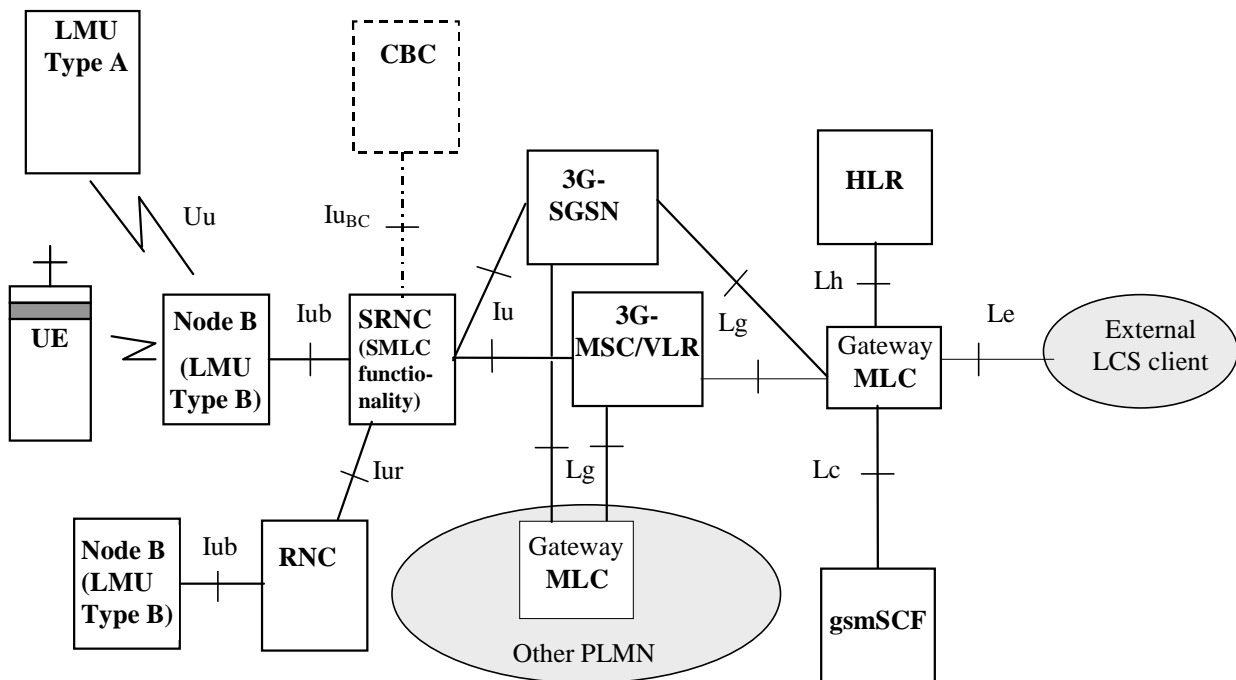 LMU
Type A
CBC
Uu
Iu_BC
3G-
SGSN
HLR
Lh
UE
Node B
(LMU
Type B)
Iub
SRNC
(SMLC
functio-
nality)
Iu
3G-
MSC/VLR
Lg
Gateway
MLC
Le
External
LCS client
Iur
Lg
Lc
Node B
(LMU
Type B)
Iub
RNC
Gateway
MLC
Other PLMN
gsmSCF